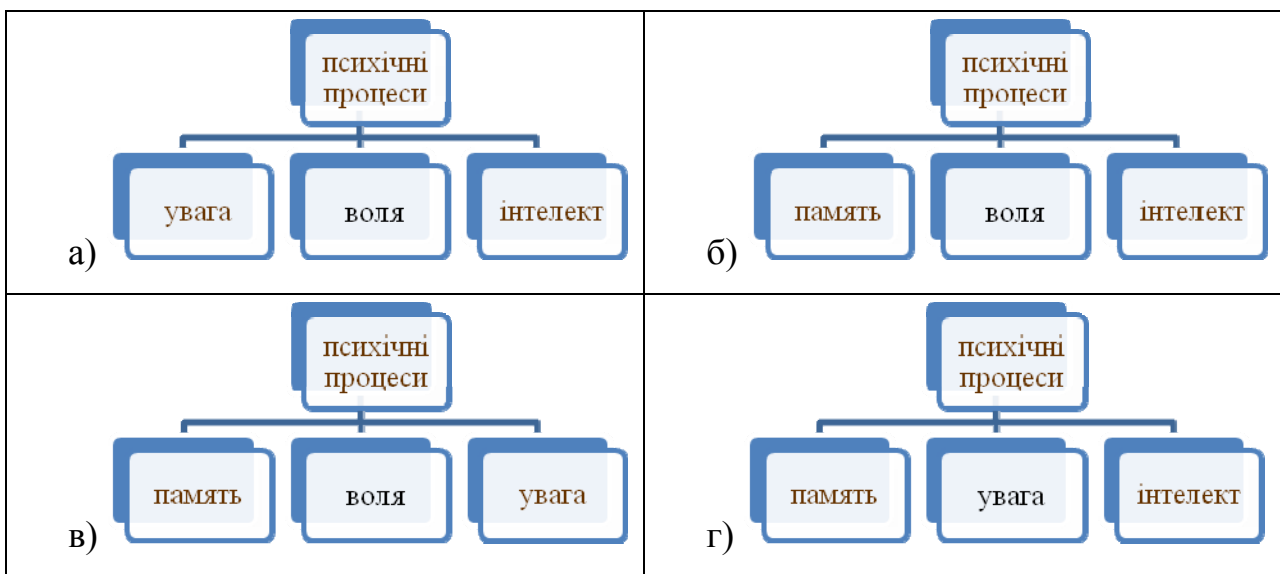 психічні
процеси
увага
воля
інтелект
а)
психічні
процеси
память
воля
інтелект
б)
психічні
процеси
память
воля
увага
в)
психічні
процеси
память
увага
інтелект
г)